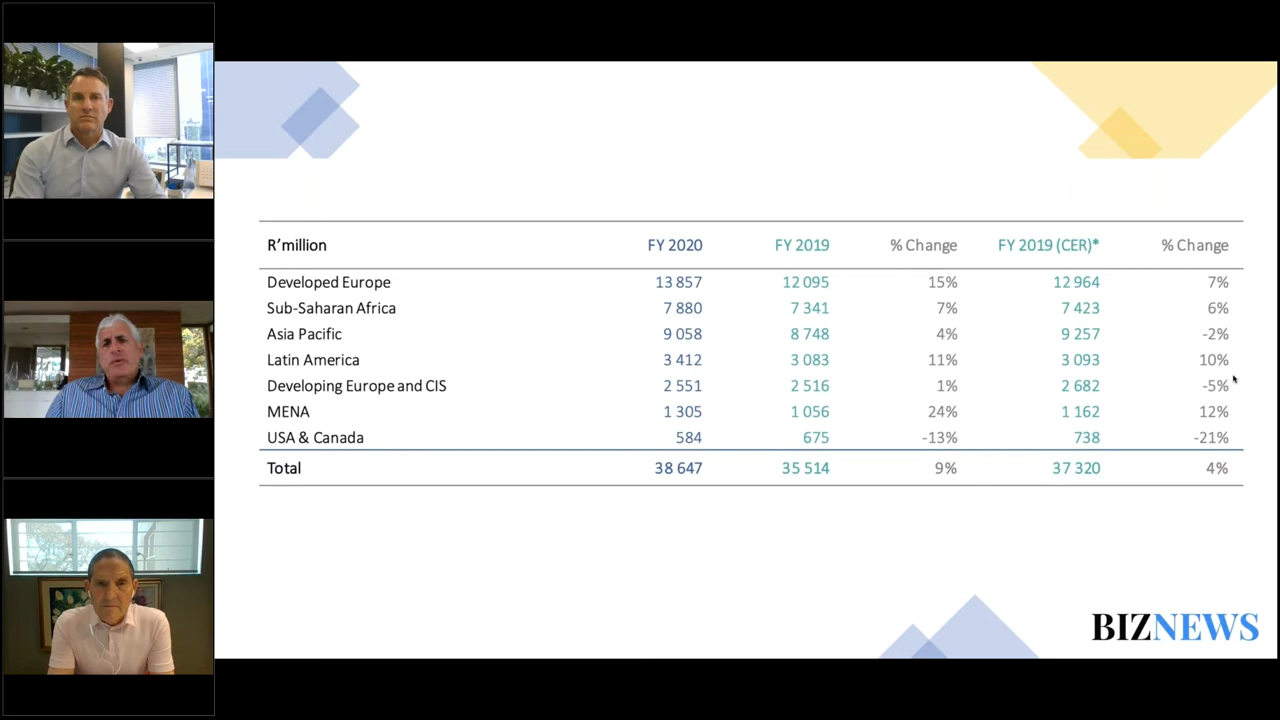 R'million FY 2020 FY 2019 % Change FY 2019 (CER)* % Change
Developed Europe 13 857 12 095 15% 12 964 7%
Sub-Saharan Africa 7 880 7 341 7% 7 423 6%
Asia Pacific 9 058 8 748 4% 9 257 -2%
Latin America 3 412 3 083 11% 3 093 10%
Developing Europe and CIS 2 551 2 516 1% 2 682 -5%
MENA 1 305 1 056 24% 1 162 12%
USA & Canada 584 675 -13% 738 -21%
Total 38 647 35 514 9% 37 320 4%
BIZNEWS